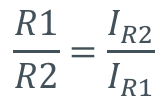 R1/R2 = I_R2/I_R1